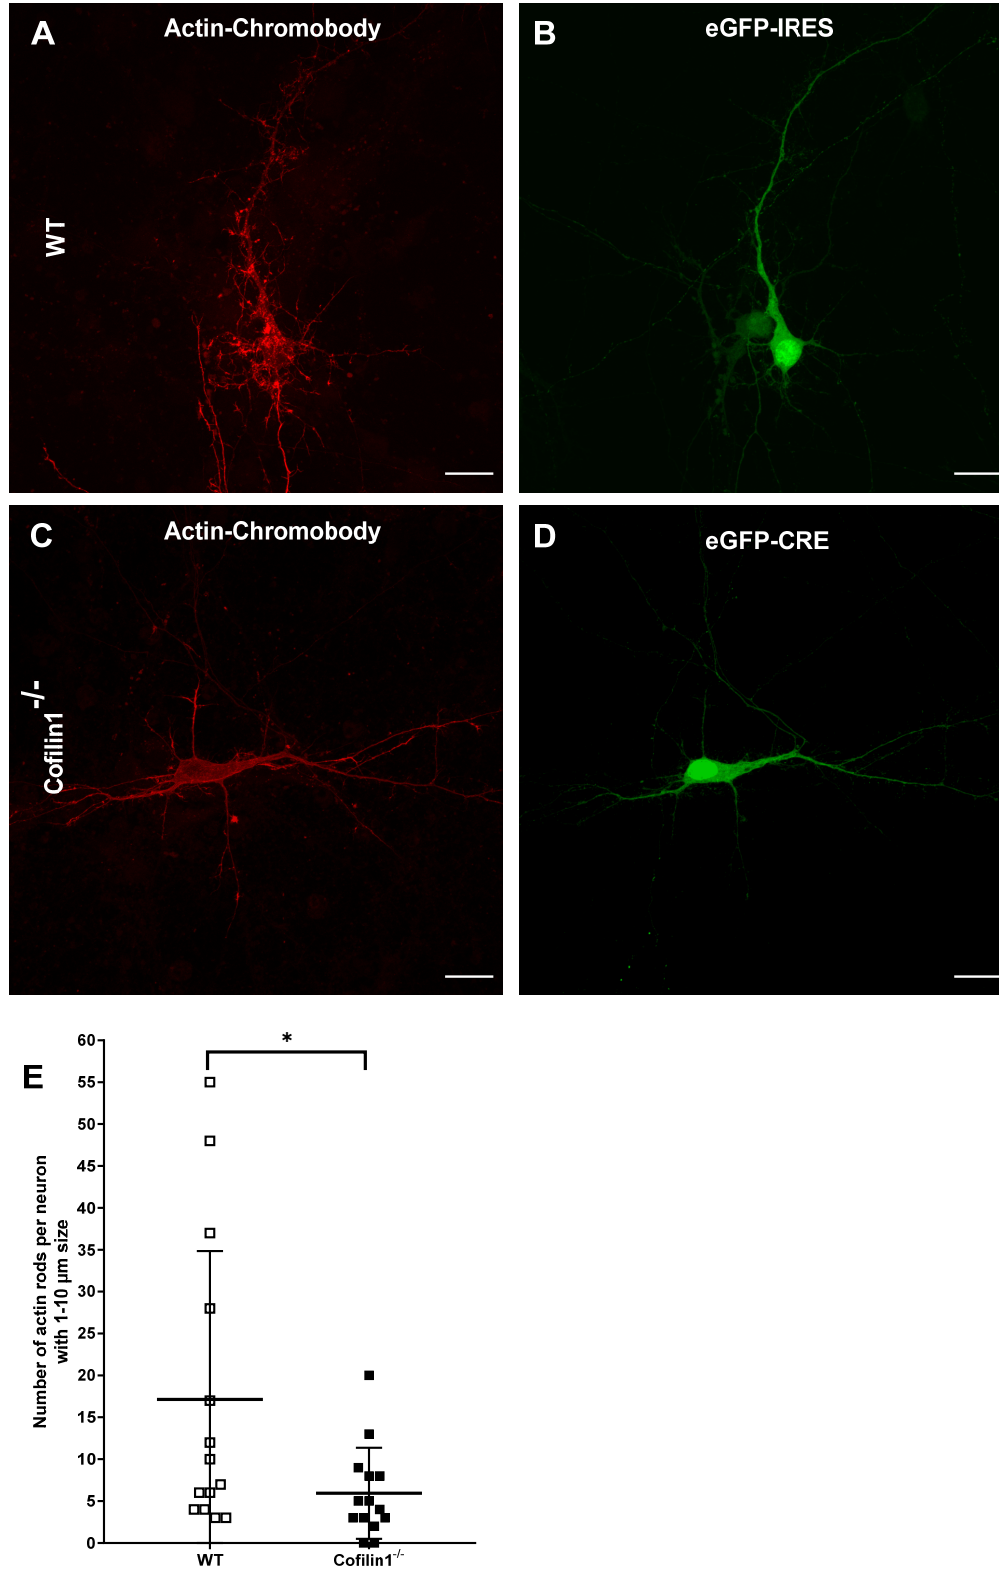 A
Actin-Chromobody
B
eGFP-IRES
WT
C
Actin-Chromobody
D
eGFP-CRE
Cofilin1-/-
E
*
Number of actin rods per neuron
with 1-10 µm size
60
55
50
45
40
35
30
25
20
15
10
5
0
WT
Cofilin1-/-